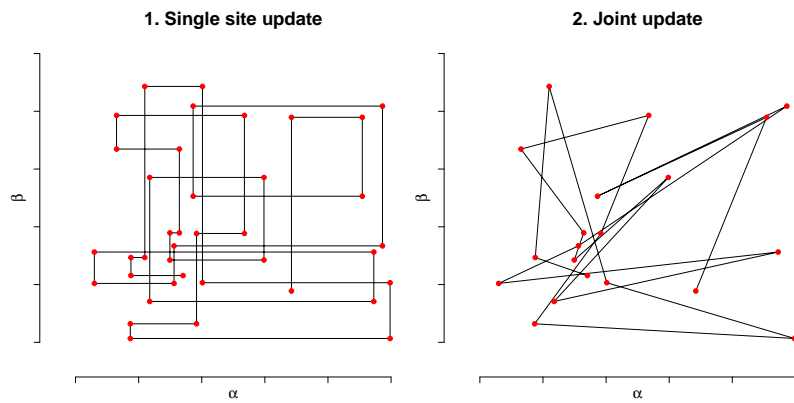 1. Single site update
2. Joint update
β
β
α
α